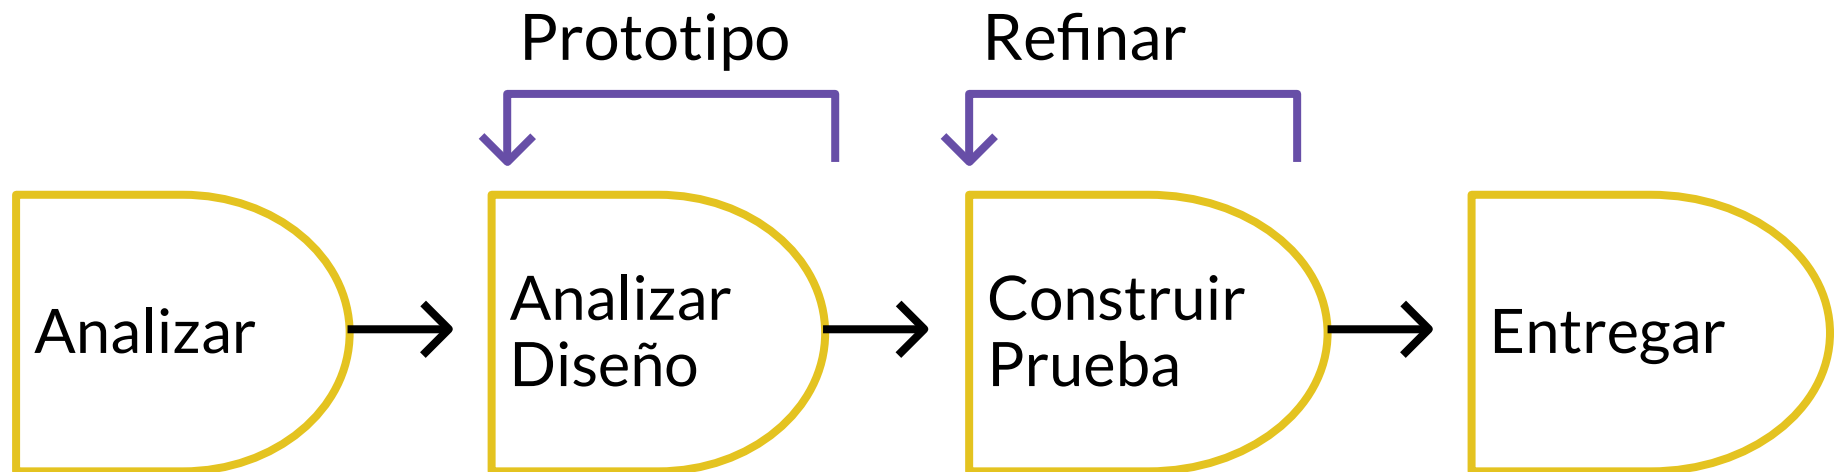 Prototipo
Refinar
Analizar
Analizar
Diseño
Construir
Prueba
Entregar